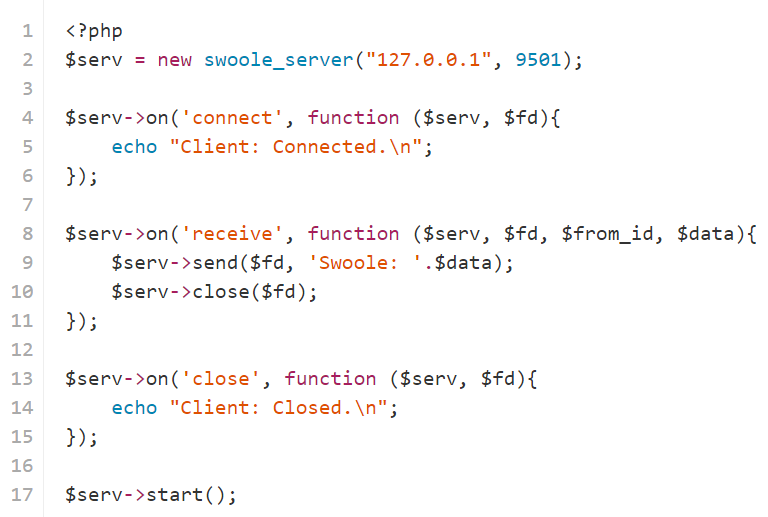 1 <?php
2 $serv = new swoole_server("127.0.0.1", 9501);
3
4 $serv->on('connect', function ($serv, $fd){
5     echo "Client: Connected.\n";
6 });
7
8 $serv->on('receive', function ($serv, $fd, $from_id, $data){
9     $serv->send($fd, 'Swoole: '.$data);
10     $serv->close($fd);
11 });
12
13 $serv->on('close', function ($serv, $fd){
14     echo "Client: Closed.\n";
15 });
16
17 $serv->start();